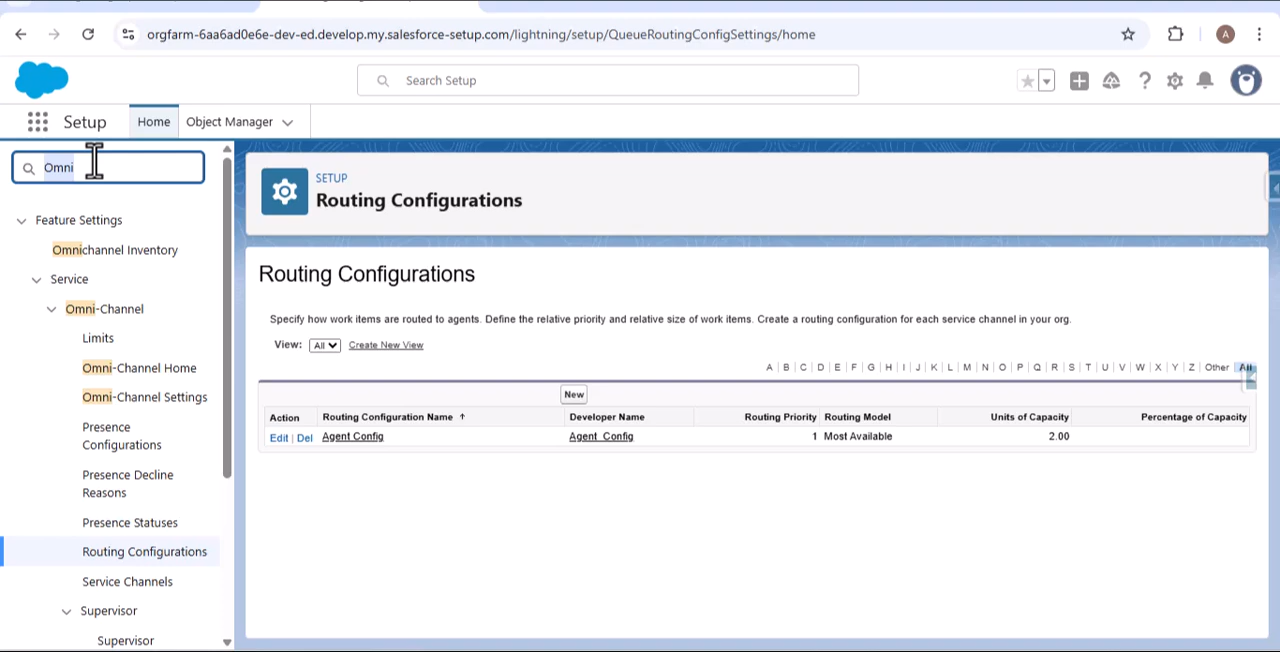 orgfarm-6aa6ad0e6e-dev-ed.develop.my.salesforce-setup.com/lightning/setup/QueueRoutingConfigSettings/home
A
Search Setup
Setup
Home
Object Manager
Omni
Feature Settings
Omnichannel Inventory
Service
Omni-Channel
Limits
Omni-Channel Home
Omni-Channel Settings
Presence
Configurations
Presence Decline
Reasons
Presence Statuses
Routing Configurations
Service Channels
Supervisor
Supervisor
SETUP
Routing Configurations
Routing Configurations
Specify how work items are routed to agents. Define the relative priority and relative size of work items. Create a routing configuration for each service channel in your org.
View: All Create New View
A | B | C | D | E | F | G | H | I | J | K | L | M | N | O | P | Q | R | S | T | U | V | W | X | Y | Z | Other | All
New
Action Routing Configuration Name ↑ Developer Name Routing Priority Routing Model Units of Capacity Percentage of Capacity
Edit | Del Agent Config Agent_Config 1 Most Available 2.00